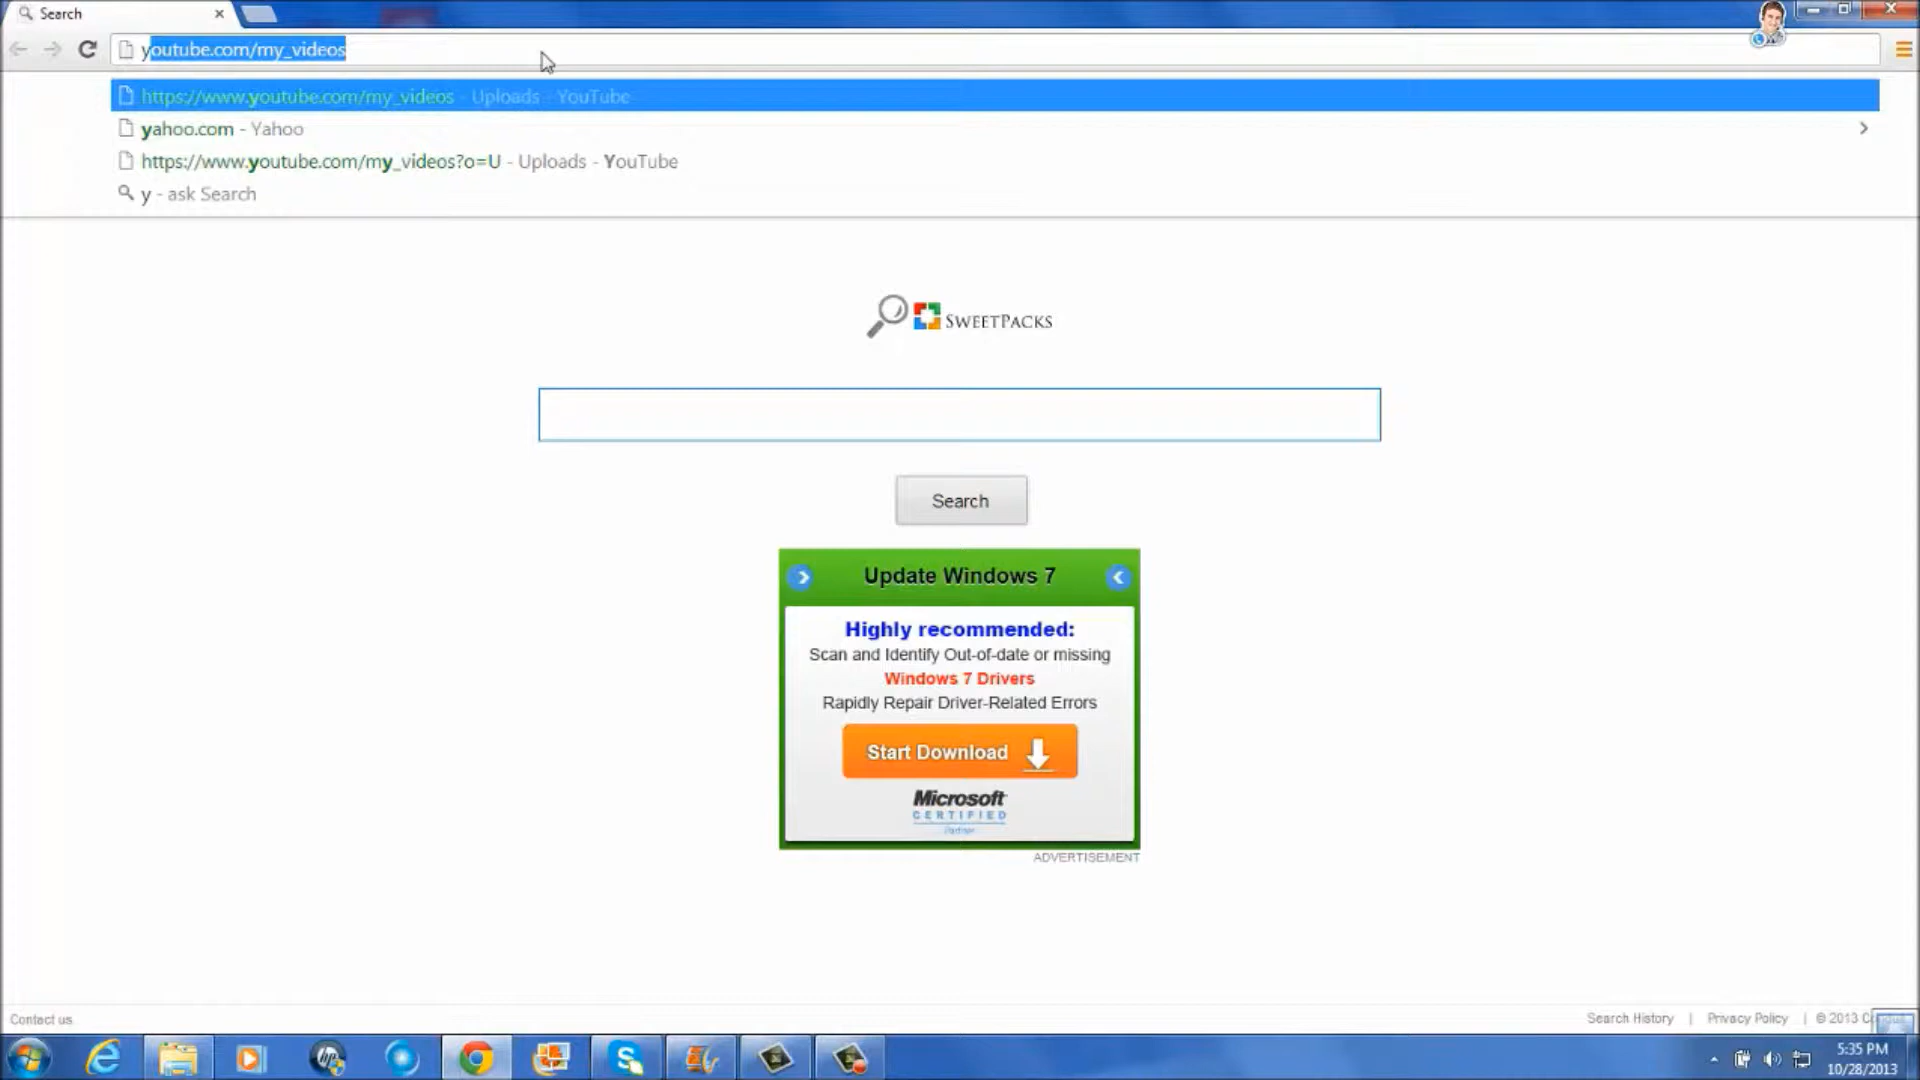 Search
youtube.com/my_videos
https://www.youtube.com/my_videos - Uploads - YouTube
yahoo.com - Yahoo
https://www.youtube.com/my_videos?o=U - Uploads - YouTube
y - ask Search
SWEETPACKS
Search
Update Windows 7
Highly recommended:
Scan and Identify Out-of-date or missing
Windows 7 Drivers
Rapidly Repair Driver-Related Errors
Start Download
Microsoft
CERTIFIED
Partner
ADVERTISEMENT
Contact us
Search History | Privacy Policy | © 2013
5:35 PM
10/28/2013